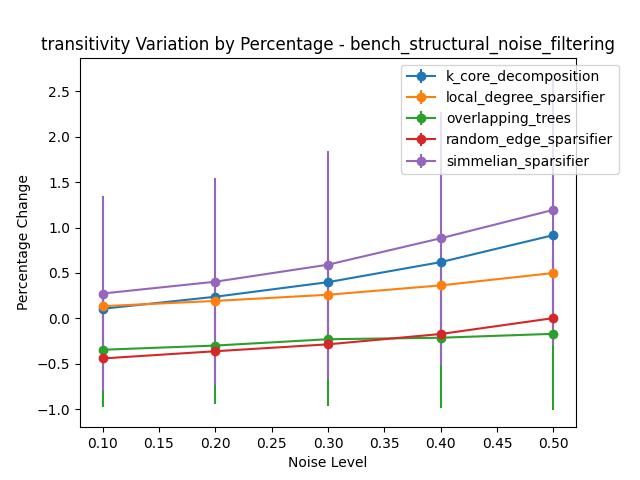 transitivity Variation by Percentage - bench_structural_noise_filtering
k_core_decomposition
local_degree_sparsifier
overlapping_trees
random_edge_sparsifier
simmelian_sparsifier
Percentage Change
2.5
2.0
1.5
1.0
0.5
0.0
−0.5
−1.0
0.10 0.15 0.20 0.25 0.30 0.35 0.40 0.45 0.50
Noise Level